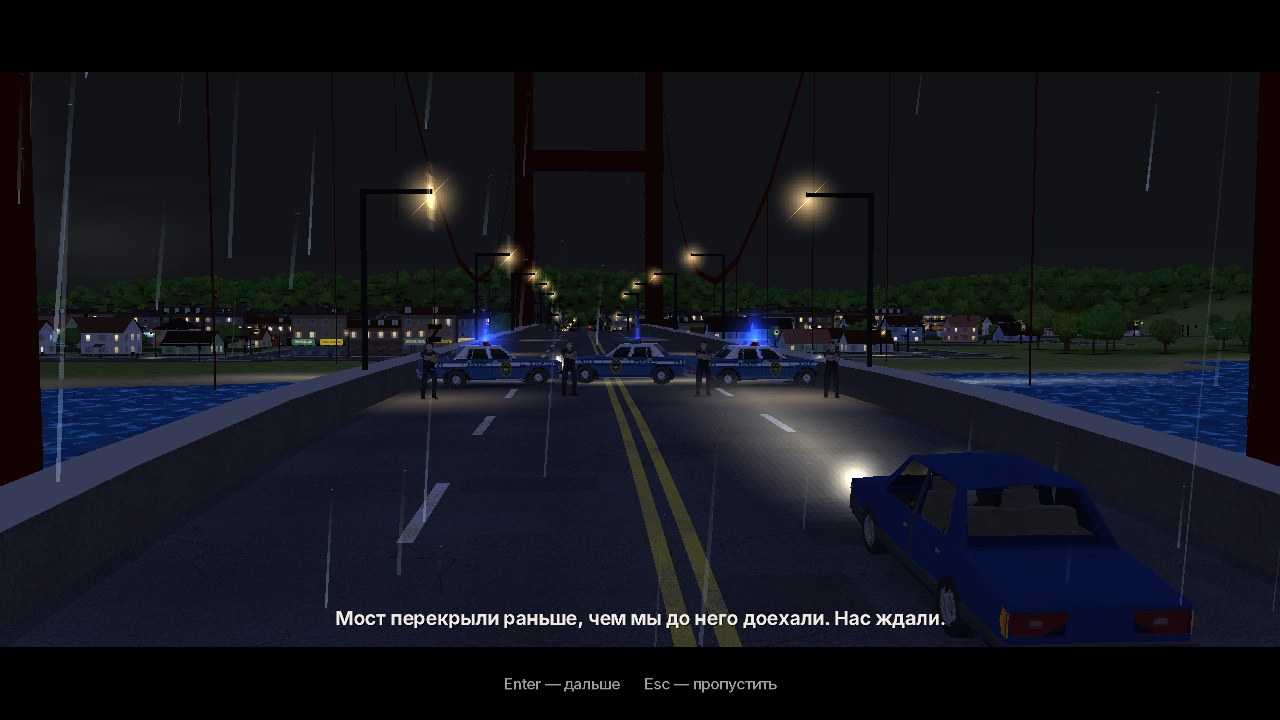 Мост перекрыли раньше, чем мы до него доехали. Нас ждали.
Enter — дальше Esc — пропустить